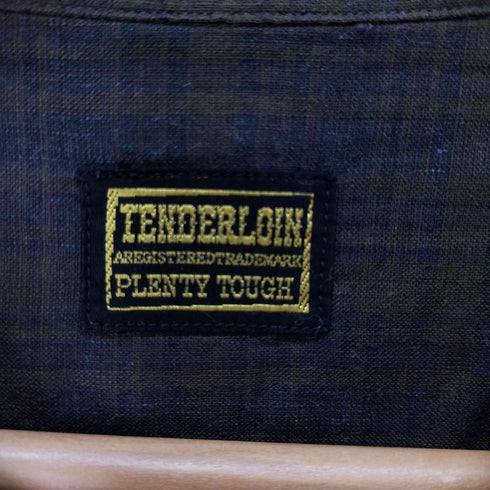 TENDERLOIN
AREGISTEREDTRADEMARK
PLENTY TOUGH